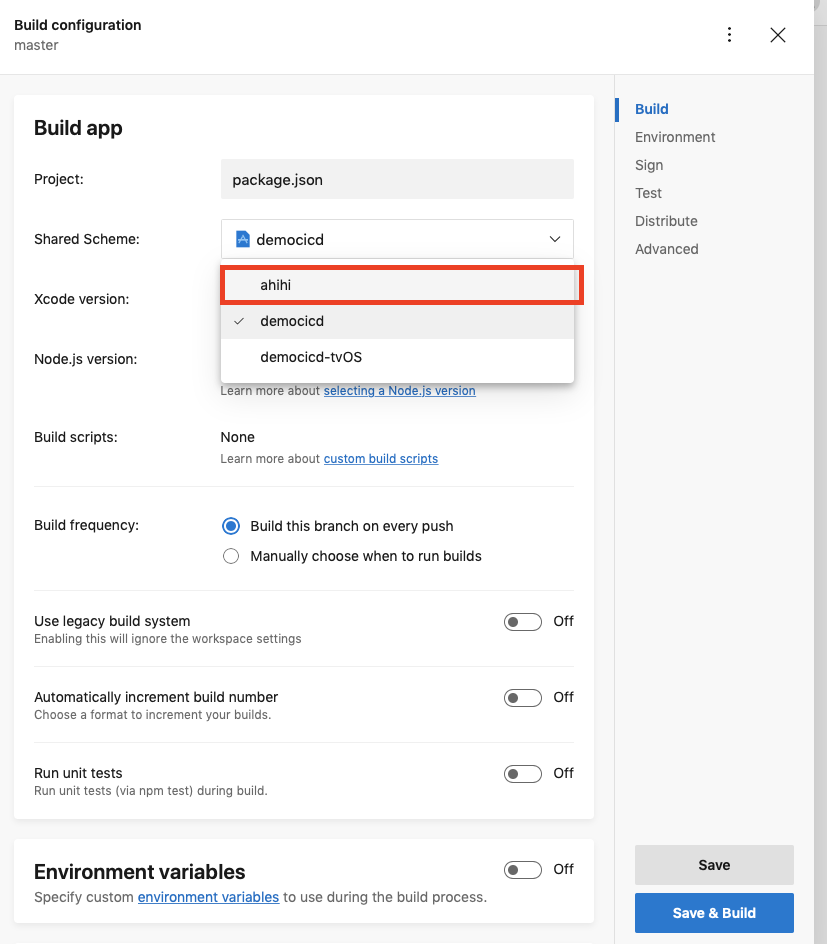 Build configuration
master
Build app
Project:
package.json
Shared Scheme:
democicd
Xcode version:
ahihi
democicd
democicd-tvOS
Node.js version:
Learn more about selecting a Node.js version
Build scripts:
None
Learn more about custom build scripts
Build frequency:
Build this branch on every push
Manually choose when to run builds
Use legacy build system
Off
Enabling this will ignore the workspace settings
Automatically increment build number
Off
Choose a format to increment your builds.
Run unit tests
Off
Run unit tests (via npm test) during build.
Environment variables
Off
Specify custom environment variables to use during the build process.
Build
Environment
Sign
Test
Distribute
Advanced
Save
Save & Build